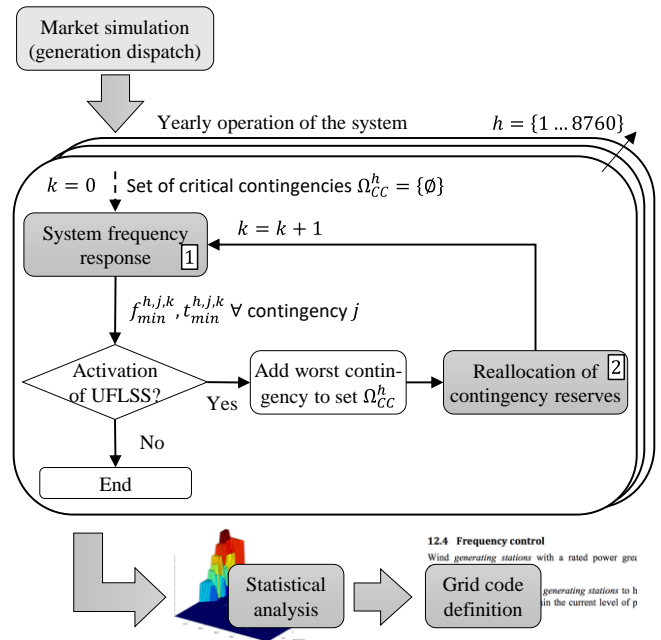 Market simulation
(generation dispatch)
Yearly operation of the system
h = {1 … 8760}
k = 0
Set of critical contingencies Ω_CC^h = {∅}
System frequency
response
1
k = k + 1
f_min^{h,j,k}, t_min^{h,j,k} ∀ contingency j
Activation
of UFLSS?
Yes
Add worst contin-
gency to set Ω_CC^h
2
Reallocation of
contingency reserves
No
End
12.4 Frequency control
Wind generating stations with a rated power
generating stations to
in the current level of
Statistical
analysis
Grid code
definition